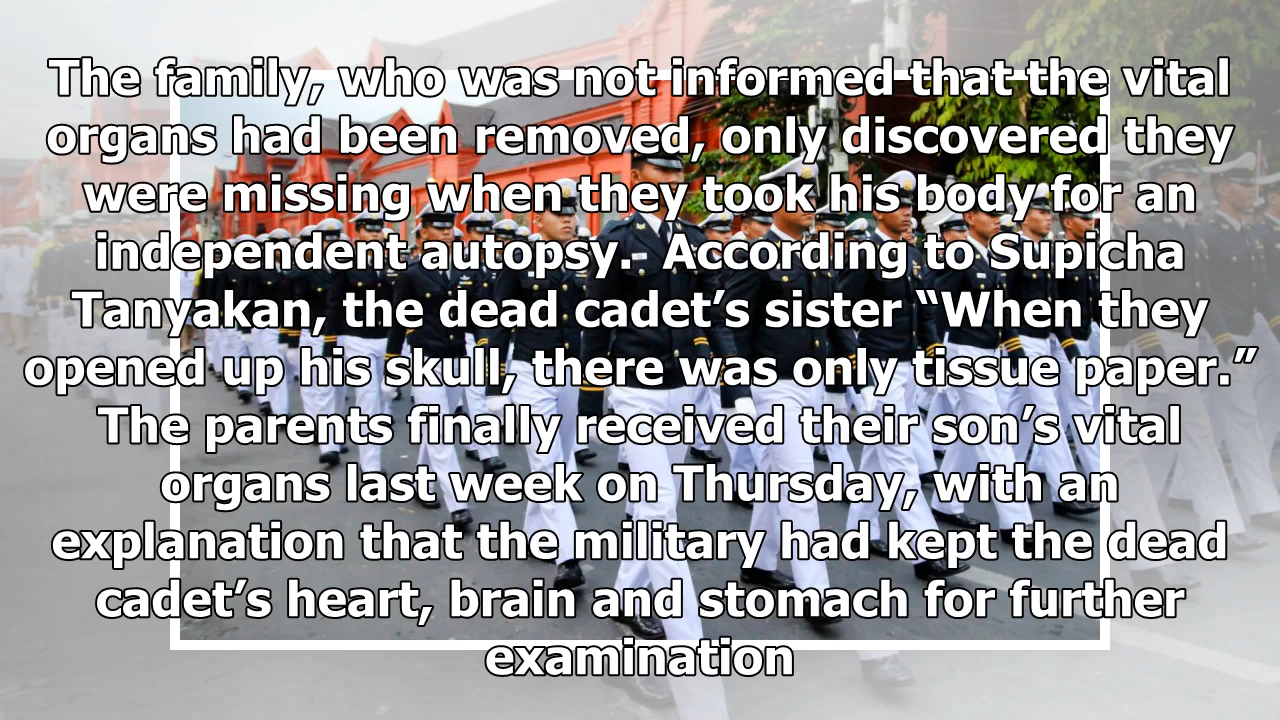 The family, who was not informed that the vital
organs had been removed, only discovered they
were missing when they took his body for an
independent autopsy.  According to Supicha
Tanyakan, the dead cadet’s sister “When they
opened up his skull, there was only tissue paper.”
The parents finally received their son’s vital
organs last week on Thursday, with an
explanation that the military had kept the dead
cadet’s heart, brain and stomach for further
examination